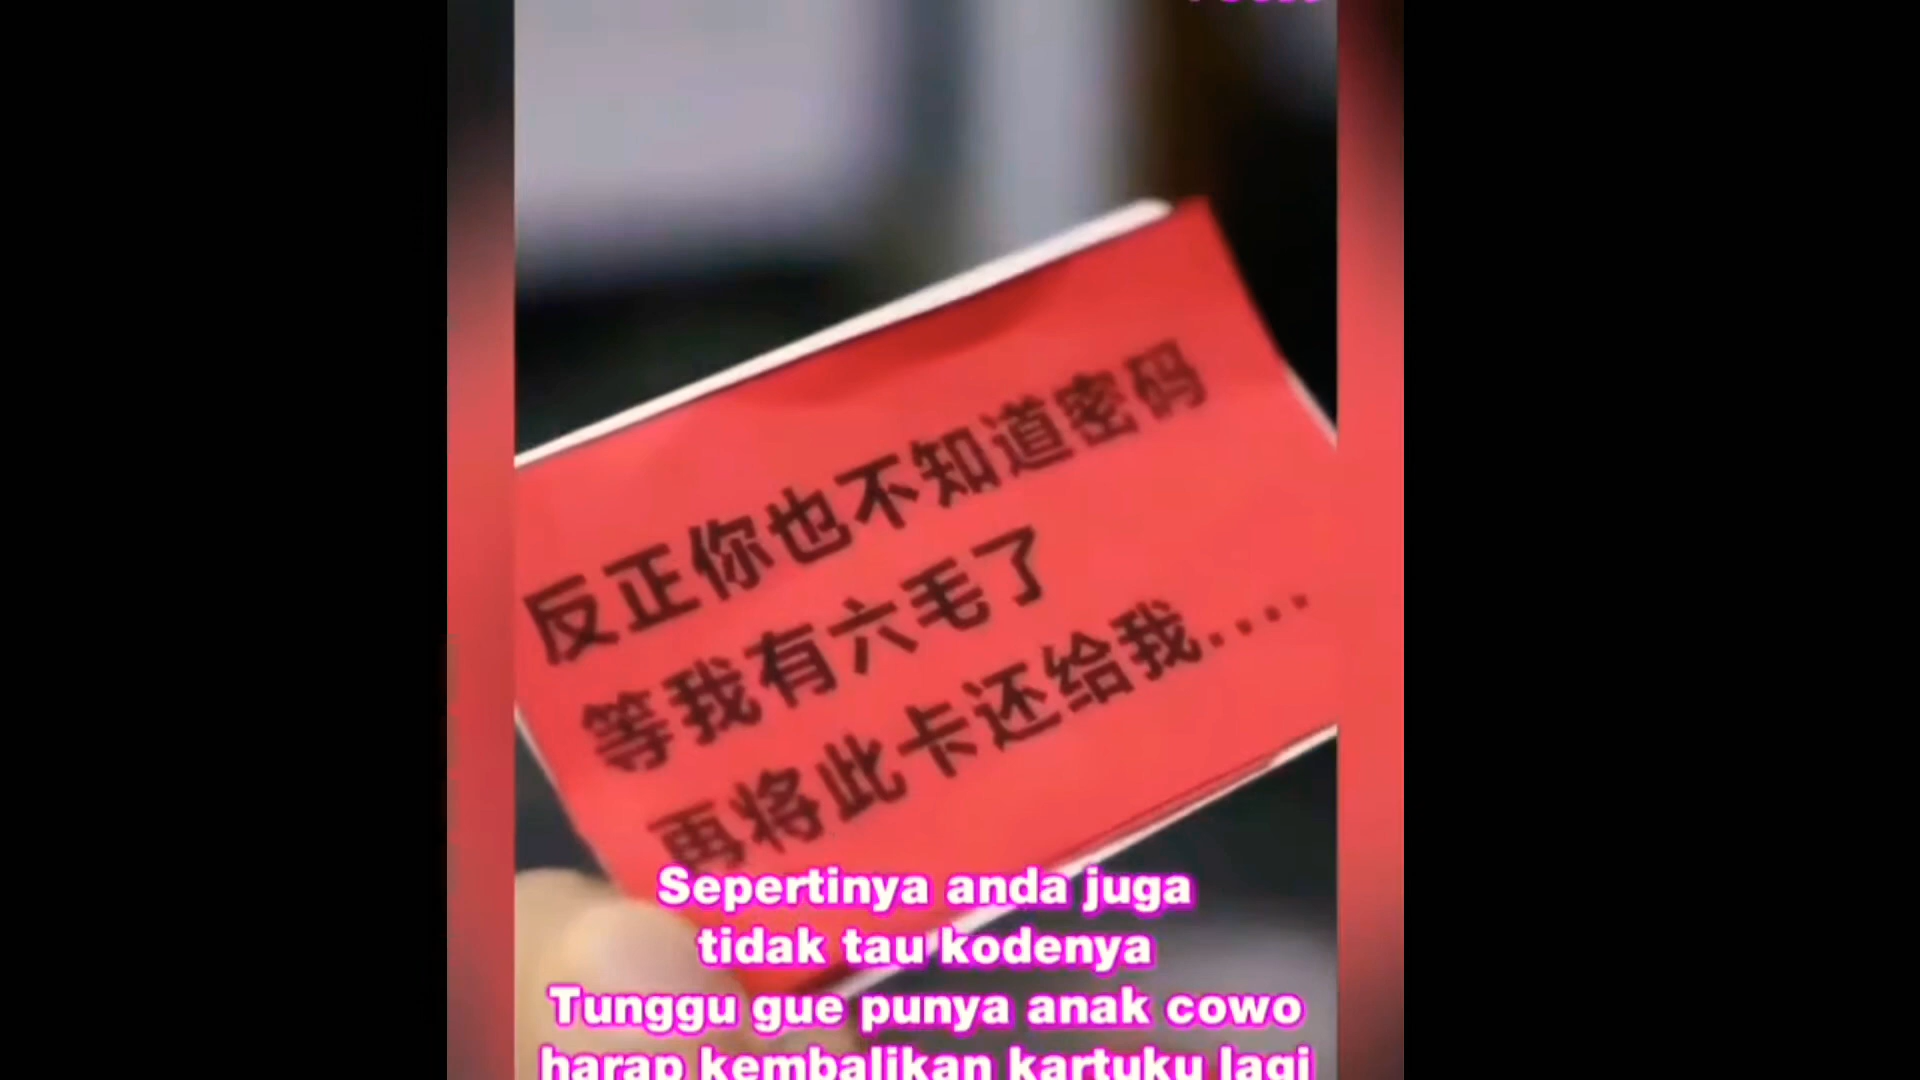 反正你也不知道密码
等我有六毛了
再将此卡还给我....
Sepertinya anda juga
tidak tau kodenya
Tunggu gue punya anak cowo
harap kembalikan kartuku lagi